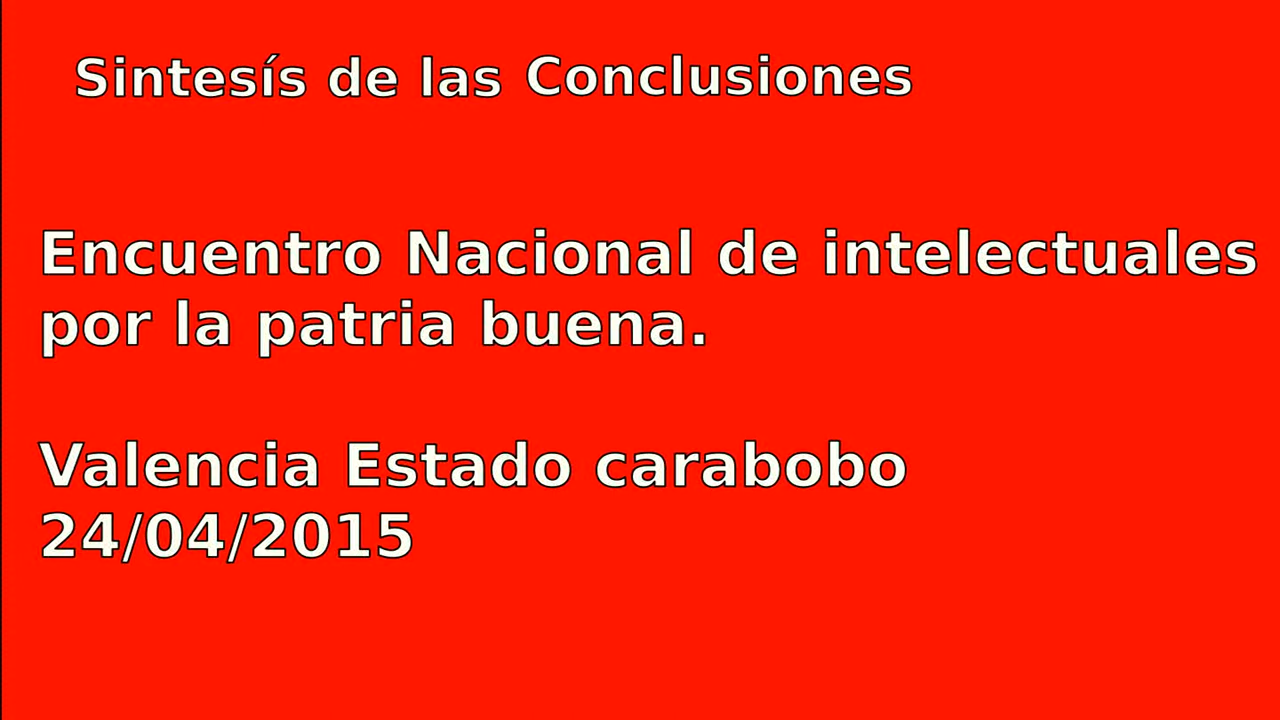 Sintesís de las Conclusiones
Encuentro Nacional de intelectuales
por la patria buena.
Valencia Estado carabobo
24/04/2015